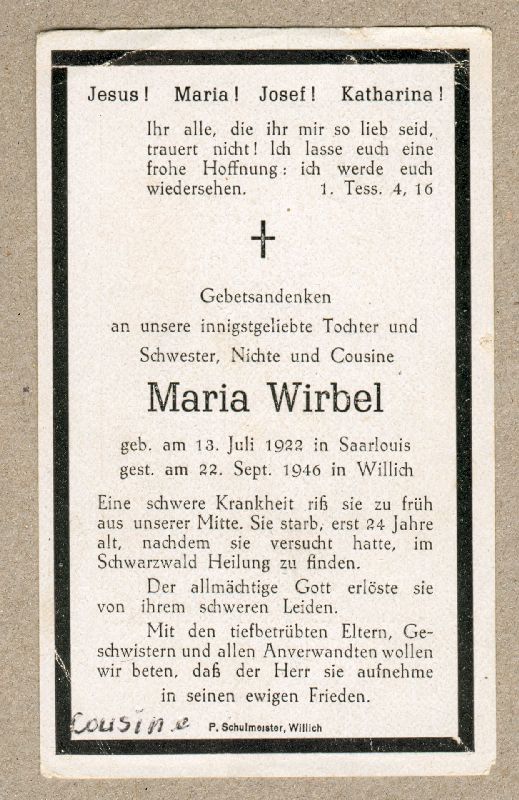 Jesus! Maria! Josef! Katharina!
Ihr alle, die ihr mir so lieb seid,
trauert nicht! Ich lasse euch eine
frohe Hoffnung: ich werde euch
wiedersehen. 1. Tess. 4, 16
Gebetsandenken
an unsere innigstgeliebte Tochter und
Schwester, Nichte und Cousine
Maria Wirbel
geb. am 13. Juli 1922 in Saarlouis
gest. am 22. Sept. 1946 in Willich
Eine schwere Krankheit riß sie zu früh
aus unserer Mitte. Sie starb, erst 24 Jahre
alt, nachdem sie versucht hatte, im
Schwarzwald Heilung zu finden.
Der allmächtige Gott erlöste sie
von ihrem schweren Leiden.
Mit den tiefbetrübten Eltern, Ge-
schwistern und allen Anverwandten wollen
wir beten, daß der Herr sie aufnehme
in seinen ewigen Frieden.
Cousine
P. Schulmeister, Willich